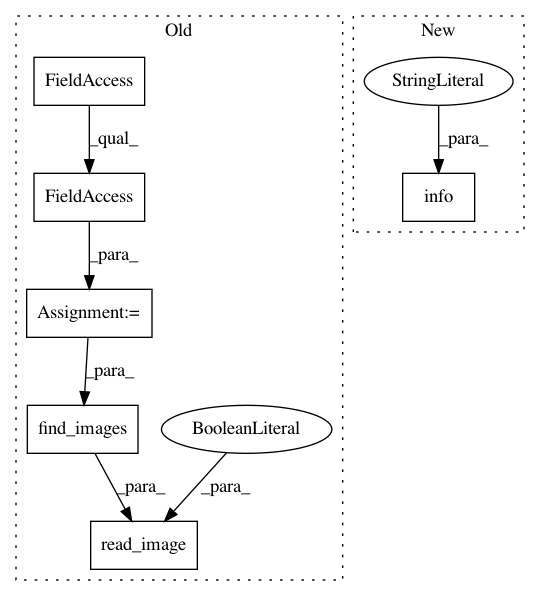 Old
FieldAccess
_qual_
FieldAccess
_para_
Assignment:=
_para_
find_images
BooleanLiteral
_para_
_para_
read_image
New
StringLiteral
_para_
info